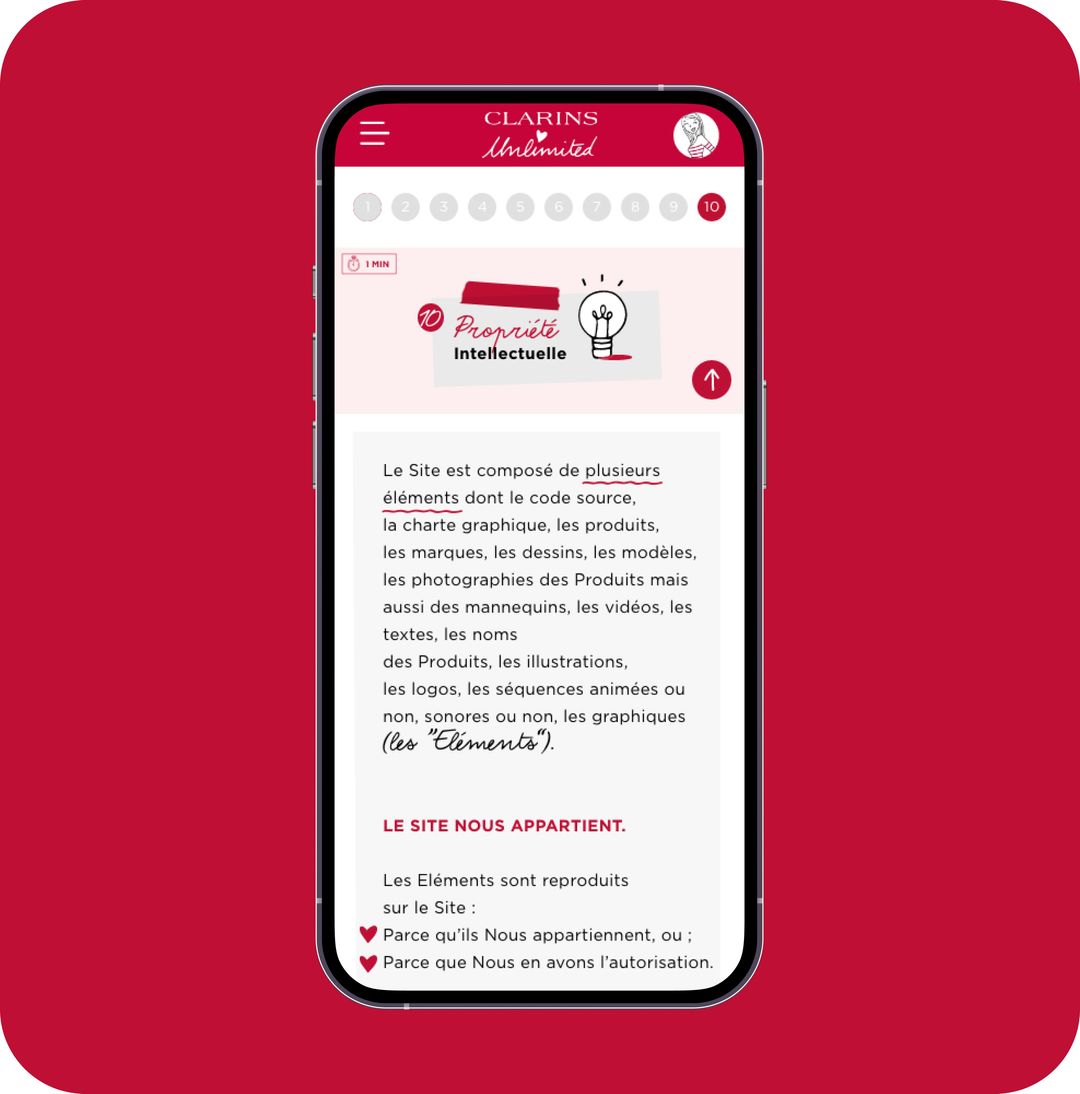 CLARINS
Unlimited
1 2 3 4 5 6 7 8 9 10
1 MIN
10 Propriété
Intellectuelle
Le Site est composé de plusieurs
éléments dont le code source,
la charte graphique, les produits,
les marques, les dessins, les modèles,
les photographies des Produits mais
aussi des mannequins, les vidéos, les
textes, les noms
des Produits, les illustrations,
les logos, les séquences animées ou
non, sonores ou non, les graphiques
(les "Eléments").
LE SITE NOUS APPARTIENT.
Les Eléments sont reproduits
sur le Site :
Parce qu'ils Nous appartiennent, ou ;
Parce que Nous en avons l'autorisation.